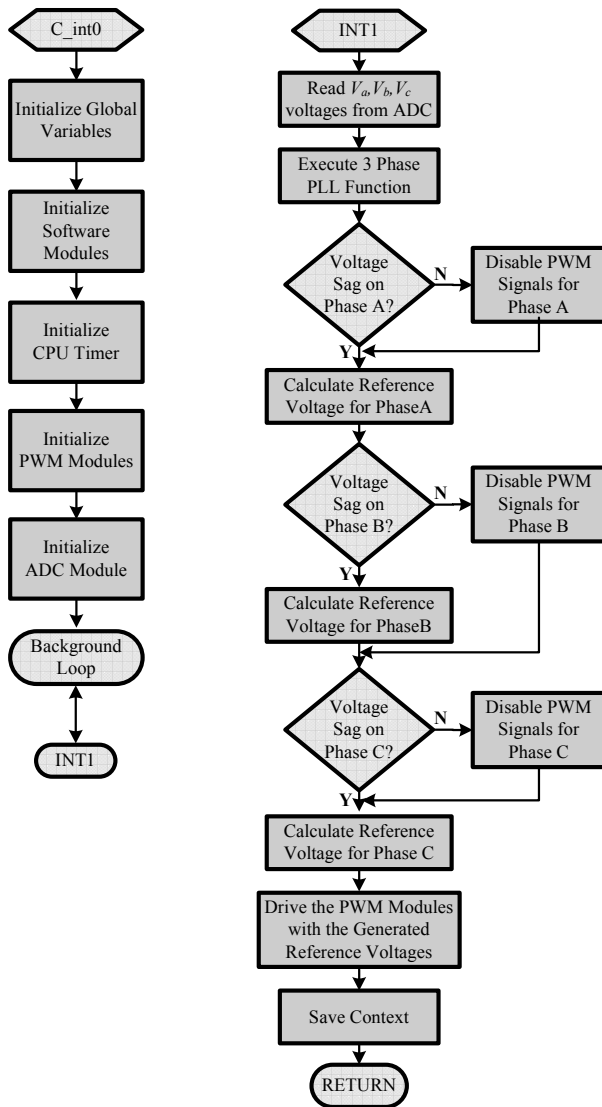 C_int0
Initialize Global
Variables
Initialize
Software
Modules
Initialize
CPU Timer
Initialize
PWM Modules
Initialize
ADC Module
Background
Loop
INT1
INT1
Read Va,Vb,Vc
voltages from ADC
Execute 3 Phase
PLL Function
Voltage
Sag on
Phase A?
N
Disable PWM
Signals for
Phase A
Y
Calculate Reference
Voltage for PhaseA
Voltage
Sag on
Phase B?
N
Disable PWM
Signals for
Phase B
Y
Calculate Reference
Voltage for PhaseB
Voltage
Sag on
Phase C?
N
Disable PWM
Signals for
Phase C
Y
Calculate Reference
Voltage for Phase C
Drive the PWM Modules
with the Generated
Reference Voltages
Save Context
RETURN